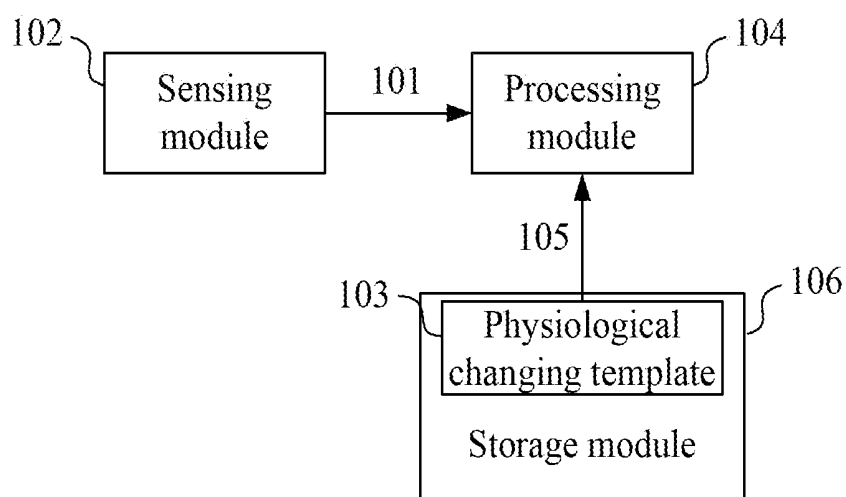 102
104
Sensing
module
101
Processing
module
105
103
106
Physiological
changing template
Storage module